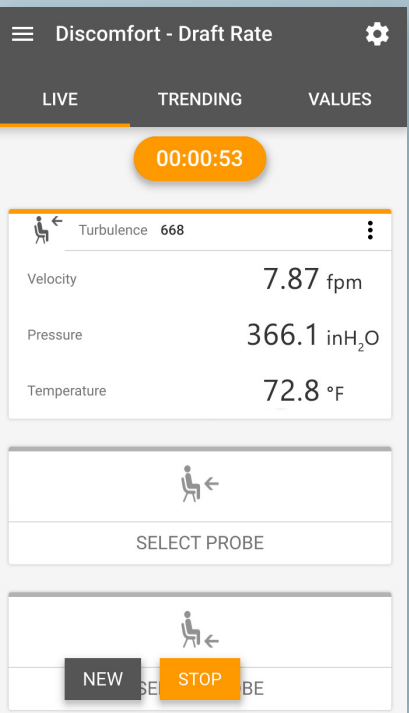 Discomfort - Draft Rate
LIVE TRENDING VALUES
00:00:53
Turbulence 668
Velocity 7.87 fpm
Pressure 366.1 inH₂O
Temperature 72.8 °F
SELECT PROBE
NEW STOP